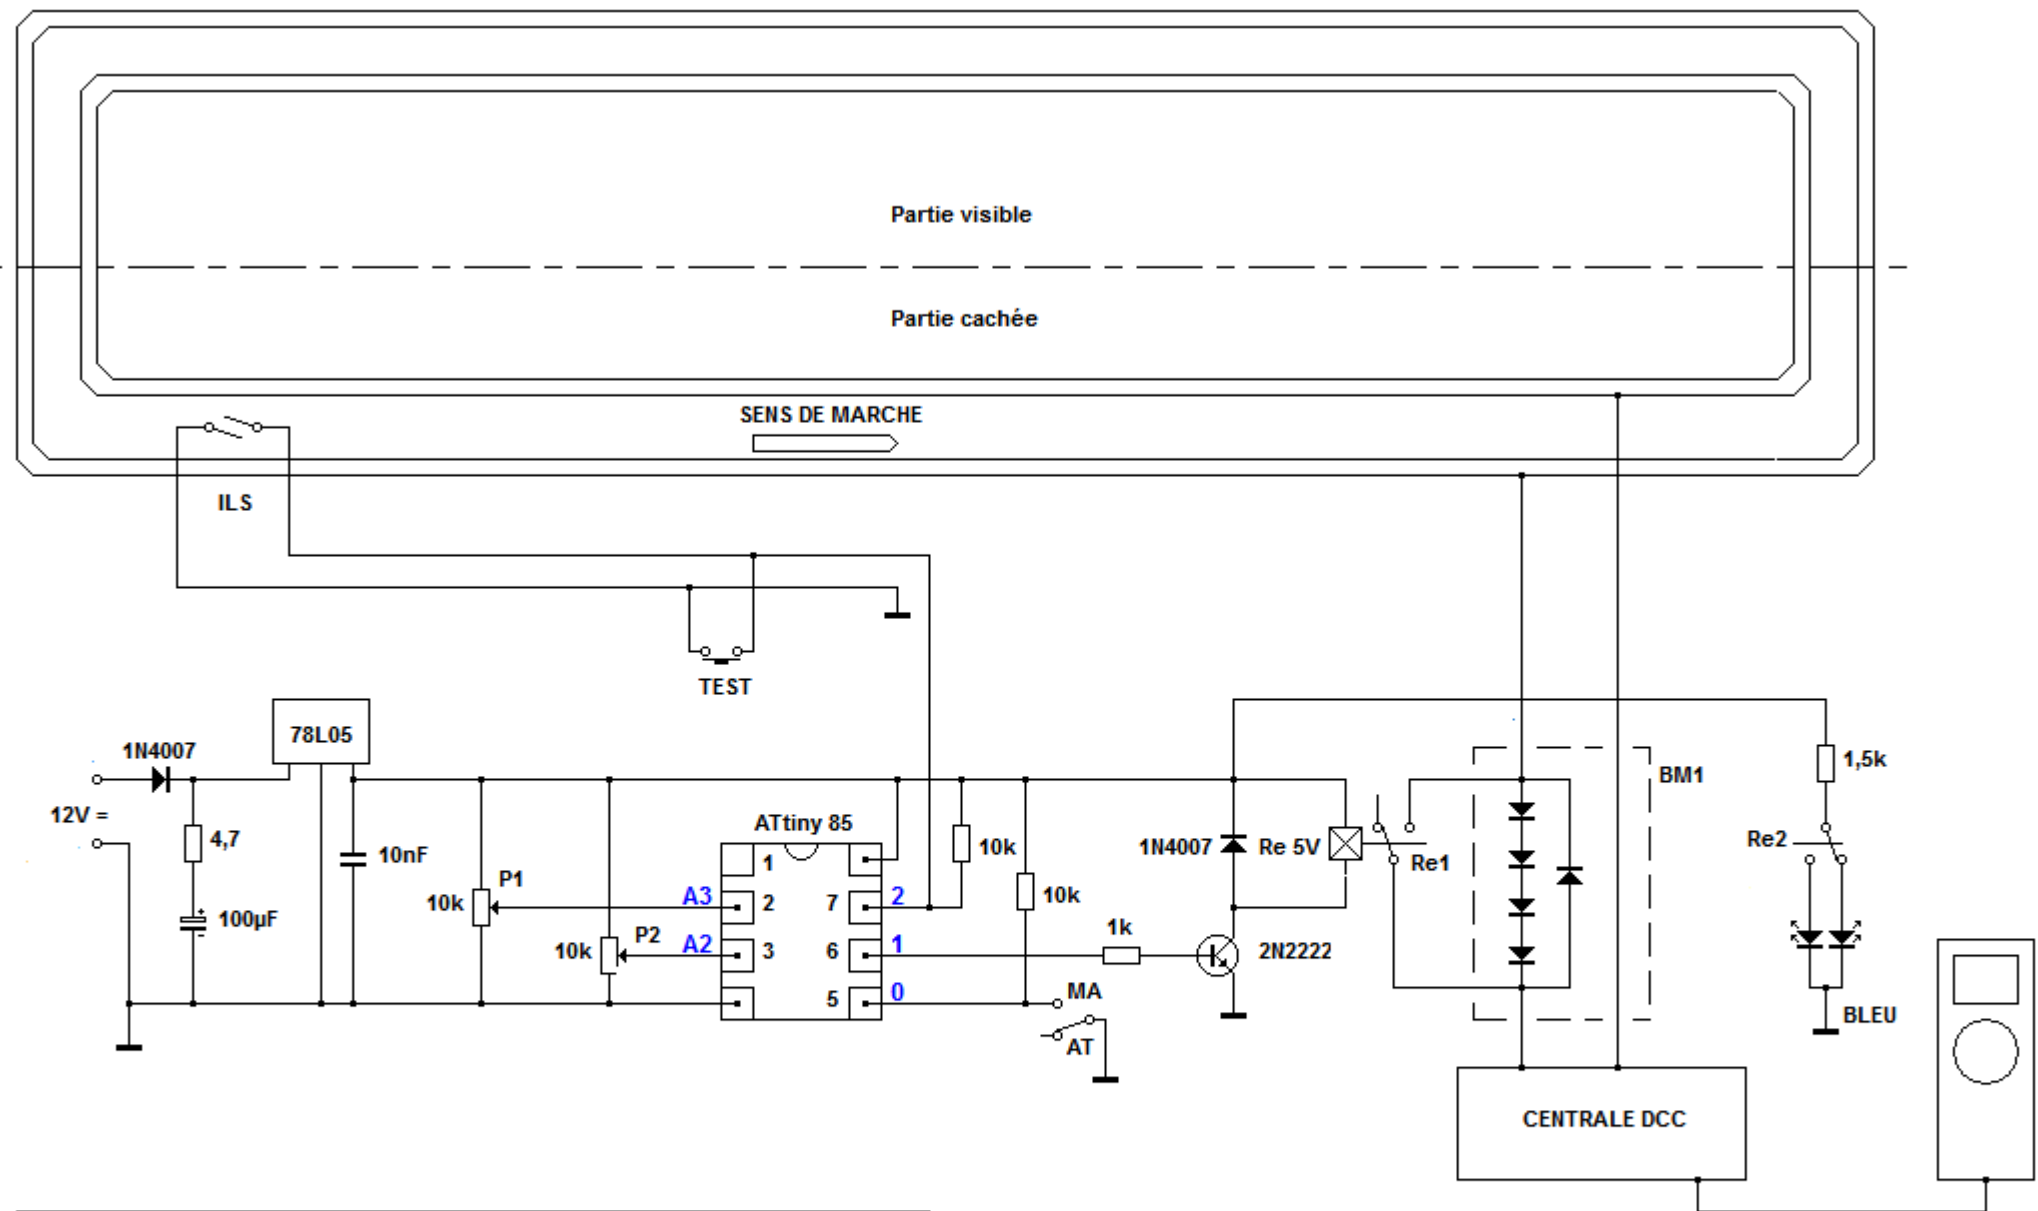 Partie visible
Partie cachée
SENS DE MARCHE
ILS
TEST
78L05
1N4007
12V =
4,7
100µF
10nF
10k
P1
10k
P2
ATtiny 85
A3
A2
1
2
3
7
6
5
2
1
0
10k
10k
MA
AT
1k
2N2222
1N4007
Re 5V
Re1
BM1
1,5k
Re2
BLEU
CENTRALE DCC